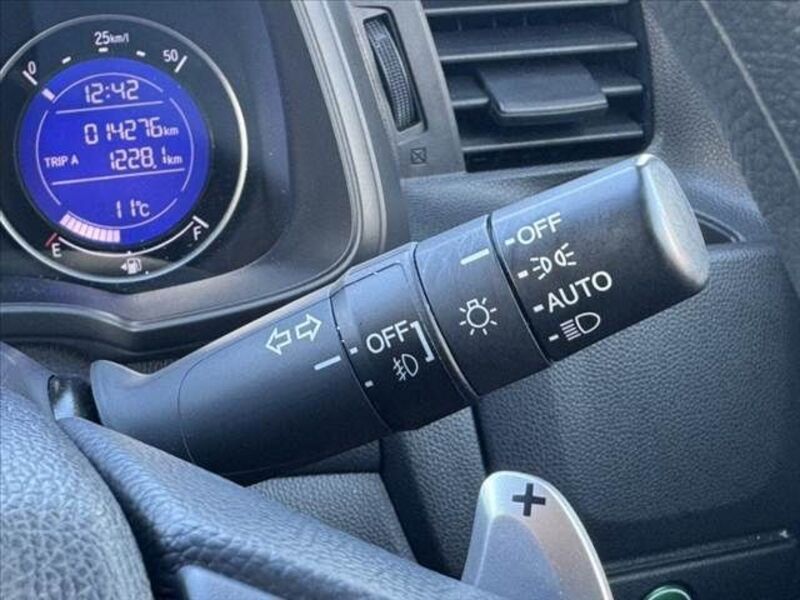 25km/l
0 50
12:42
014276km
TRIP A 1228.1km
11℃
E F
OFF
AUTO
OFF
+